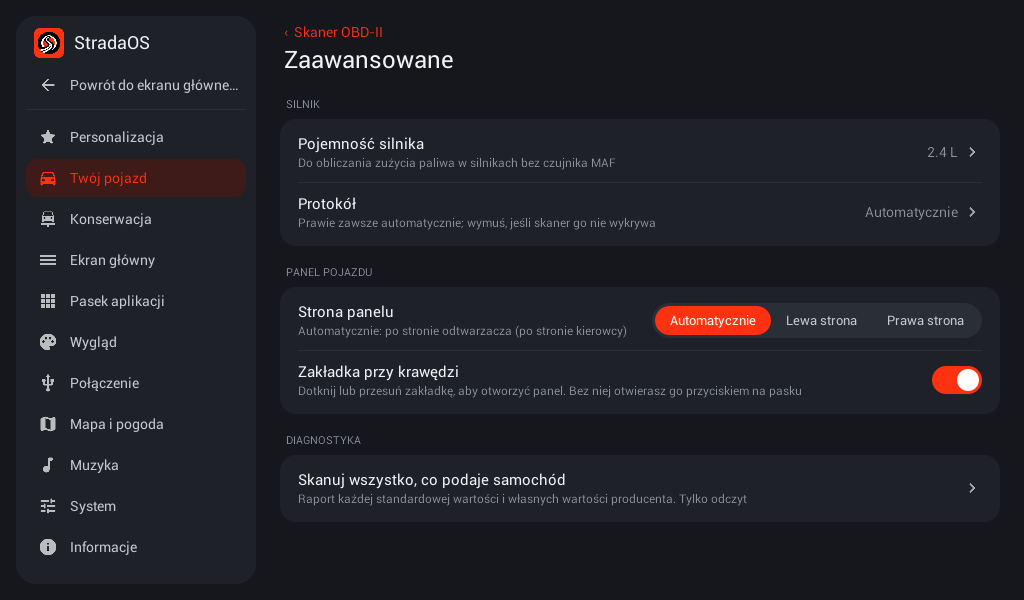 StradaOS
Powrót do ekranu główne...
Personalizacja
Twój pojazd
Konserwacja
Ekran główny
Pasek aplikacji
Wygląd
Połączenie
Mapa i pogoda
Muzyka
System
Informacje
‹ Skaner OBD-II
Zaawansowane
SILNIK
Pojemność silnika
Do obliczania zużycia paliwa w silnikach bez czujnika MAF
2.4 L
Protokół
Prawie zawsze automatycznie; wymuś, jeśli skaner go nie wykrywa
Automatycznie
PANEL POJAZDU
Strona panelu
Automatycznie: po stronie odtwarzacza (po stronie kierowcy)
Automatycznie Lewa strona Prawa strona
Zakładka przy krawędzi
Dotknij lub przesuń zakładkę, aby otworzyć panel. Bez niej otwierasz go przyciskiem na pasku
DIAGNOSTYKA
Skanuj wszystko, co podaje samochód
Raport każdej standardowej wartości i własnych wartości producenta. Tylko odczyt